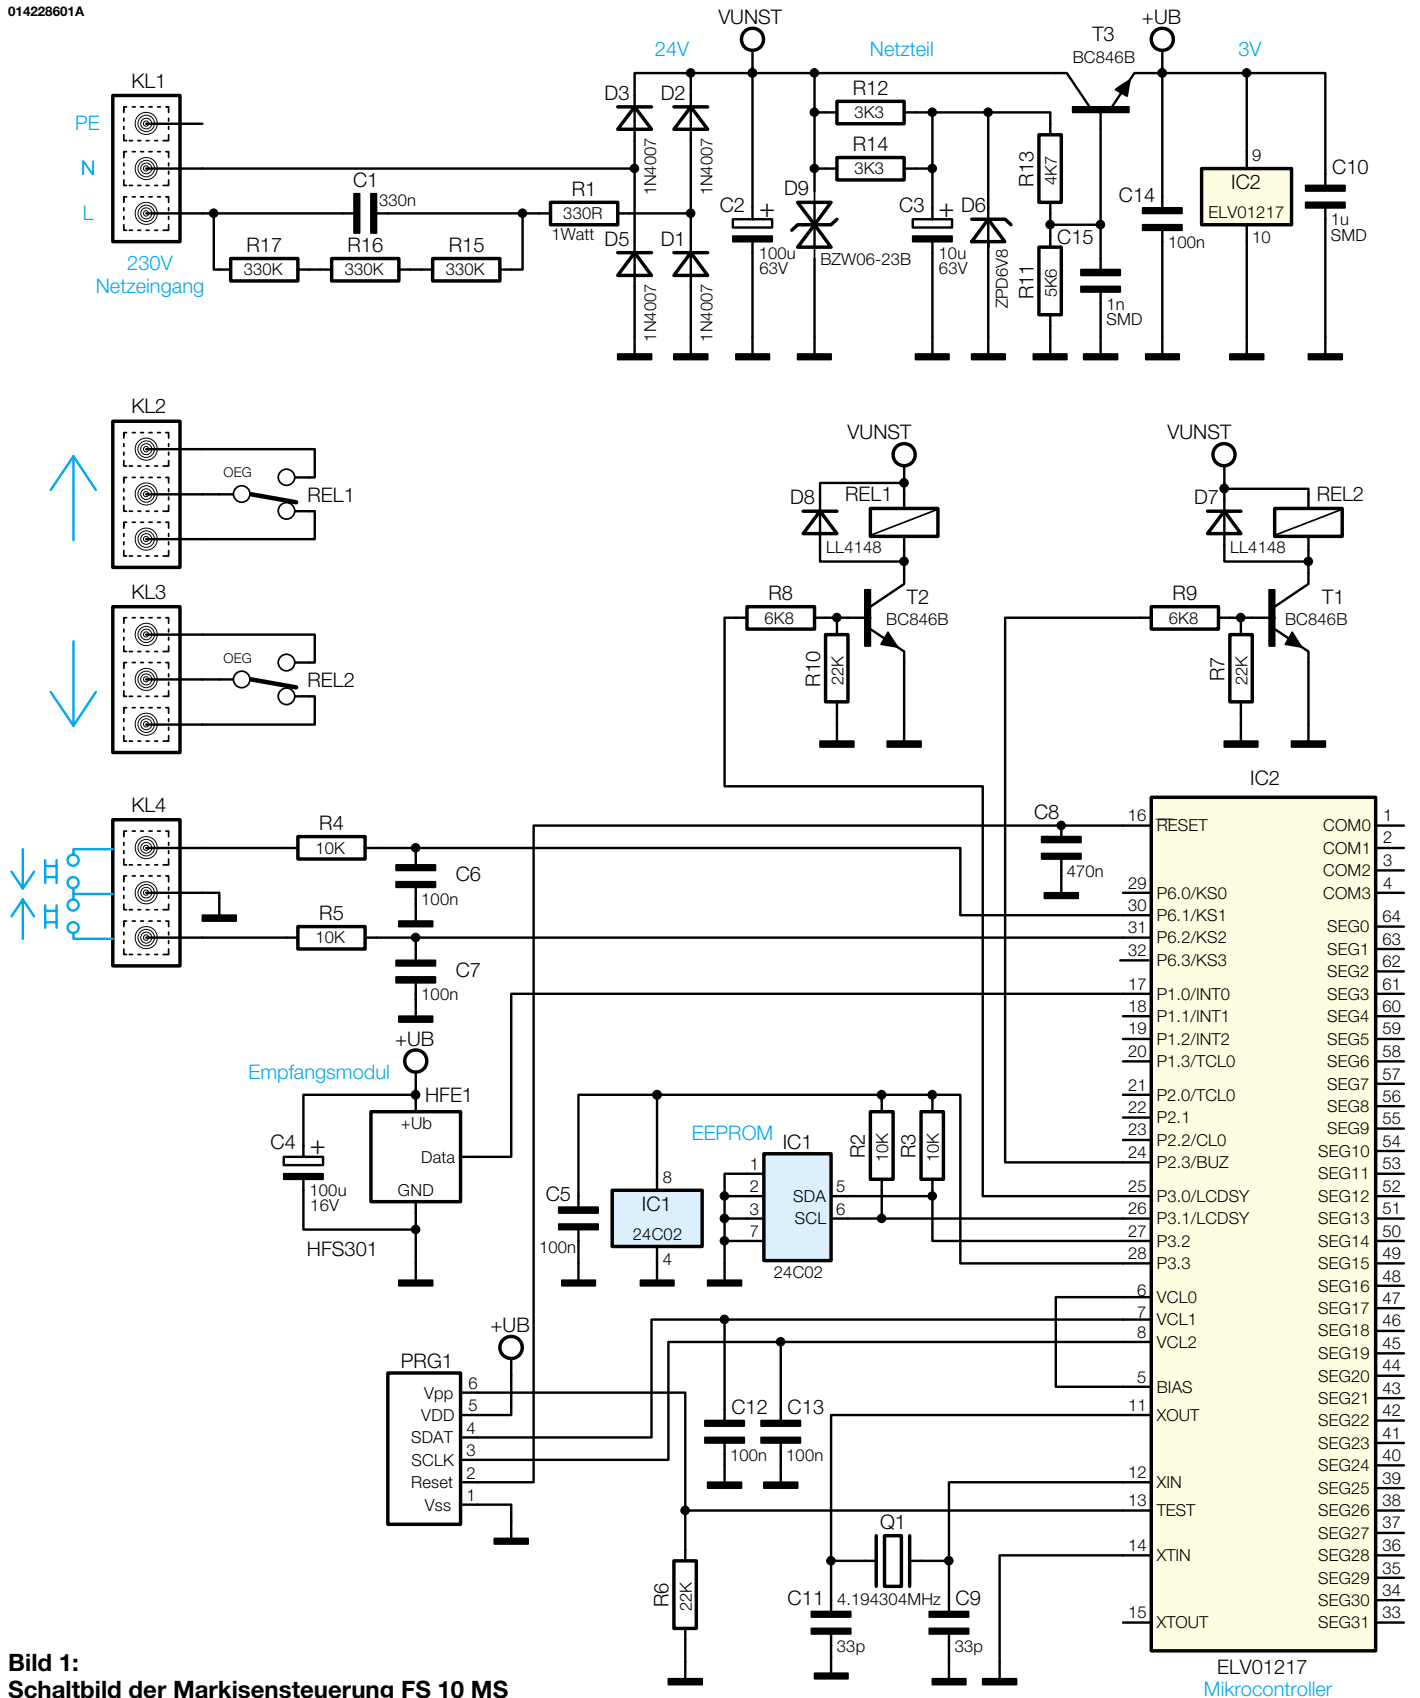 014228601A
VUNST
+UB
24V
Netzteil
T3
BC846B
3V
KL1
PE
N
L
230V
Netzeingang
C1
330n
R1
330R
1Watt
R17
330K
R16
330K
R15
330K
D3
1N4007
D2
1N4007
D5
1N4007
D1
1N4007
C2
+
100u
63V
R12
3K3
R14
3K3
D9
BZW06-23B
C3
+
10u
63V
D6
ZPD6V8
R13
4K7
R11
5K6
C15
1n
SMD
C14
100n
9
IC2
ELV01217
10
C10
1u
SMD
KL2
OEG
REL1
KL3
OEG
REL2
VUNST
D8
REL1
LL4148
R8
6K8
T2
BC846B
R10
22K
VUNST
D7
REL2
LL4148
R9
6K8
T1
BC846B
R7
22K
KL4
R4
10K
C6
100n
R5
10K
C7
100n
C8
470n
+UB
Empfangsmodul
HFE1
+Ub
Data
GND
C4
+
100u
16V
HFS301
EEPROM
IC1
1
2
3
7
SDA
SCL
5
6
24C02
R2
10K
R3
10K
C5
100n
8
IC1
24C02
4
+UB
PRG1
Vpp 6
VDD 5
SDAT 4
SCLK 3
Reset 2
Vss 1
C12
100n
C13
100n
R6
22K
Q1
4.194304MHz
C11
33p
C9
33p
IC2
16 RESET
29 P6.0/KS0
30 P6.1/KS1
31 P6.2/KS2
32 P6.3/KS3
17 P1.0/INT0
18 P1.1/INT1
19 P1.2/INT2
20 P1.3/TCL0
21 P2.0/TCL0
22 P2.1
23 P2.2/CL0
24 P2.3/BUZ
25 P3.0/LCDSY
26 P3.1/LCDSY
27 P3.2
28 P3.3
6 VCL0
7 VCL1
8 VCL2
5 BIAS
11 XOUT
12 XIN
13 TEST
14 XTIN
15 XTOUT
COM0 1
COM1 2
COM2 3
COM3 4
SEG0 64
SEG1 63
SEG2 62
SEG3 61
SEG4 60
SEG5 59
SEG6 58
SEG7 57
SEG8 56
SEG9 55
SEG10 54
SEG11 53
SEG12 52
SEG13 51
SEG14 50
SEG15 49
SEG16 48
SEG17 47
SEG18 46
SEG19 45
SEG20 44
SEG21 43
SEG22 42
SEG23 41
SEG24 40
SEG25 39
SEG26 38
SEG27 37
SEG28 36
SEG29 35
SEG30 34
SEG31 33
ELV01217
Mikrocontroller
Bild 1:
Schaltbild der Markisensteuerung FS 10 MS